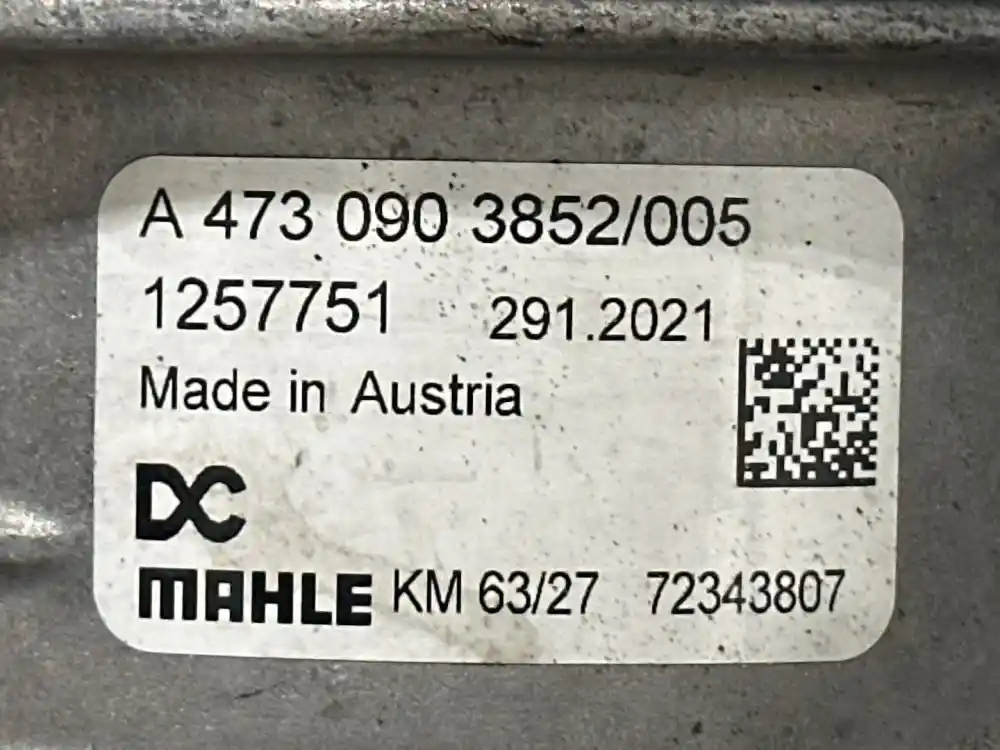 A 473 090 3852/005
1257751 291.2021
Made in Austria
DC
MAHLE KM 63/27 72343807